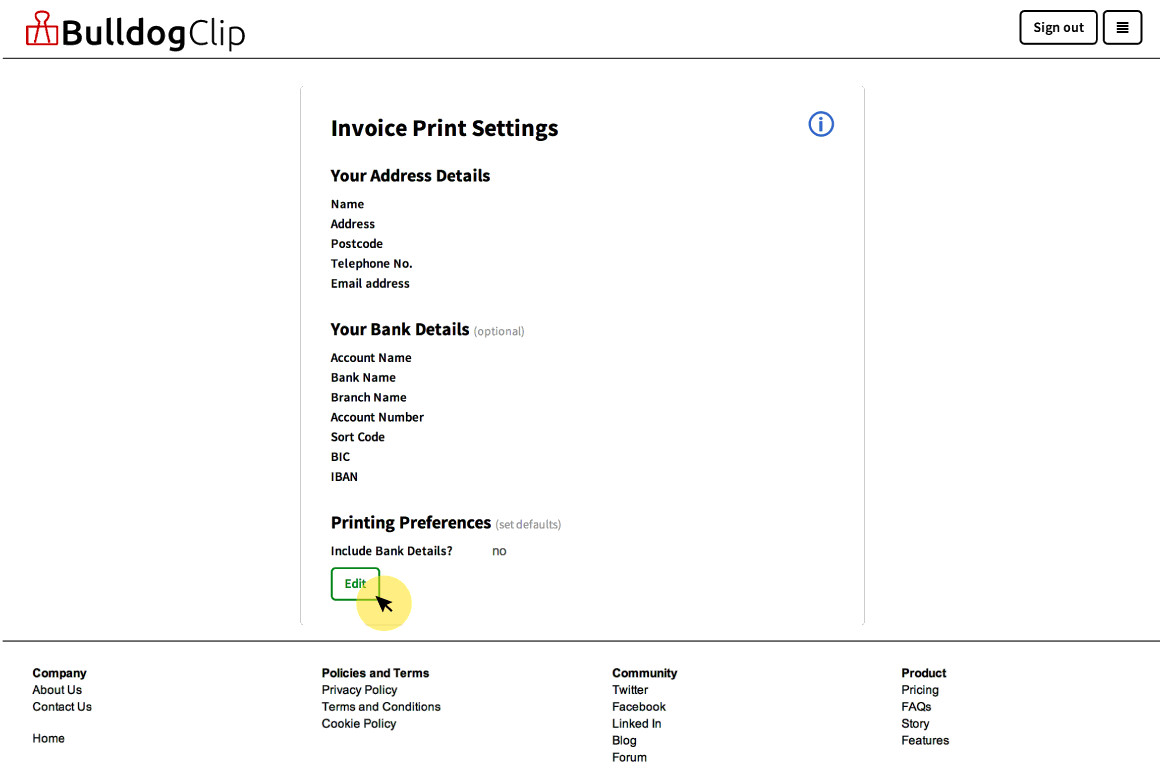 BulldogClip
Sign out
Invoice Print Settings
Your Address Details
Name
Address
Postcode
Telephone No.
Email address
Your Bank Details (optional)
Account Name
Bank Name
Branch Name
Account Number
Sort Code
BIC
IBAN
Printing Preferences (set defaults)
Include Bank Details? no
Edit
Company
About Us
Contact Us
Home
Policies and Terms
Privacy Policy
Terms and Conditions
Cookie Policy
Community
Twitter
Facebook
Linked In
Blog
Forum
Product
Pricing
FAQs
Story
Features